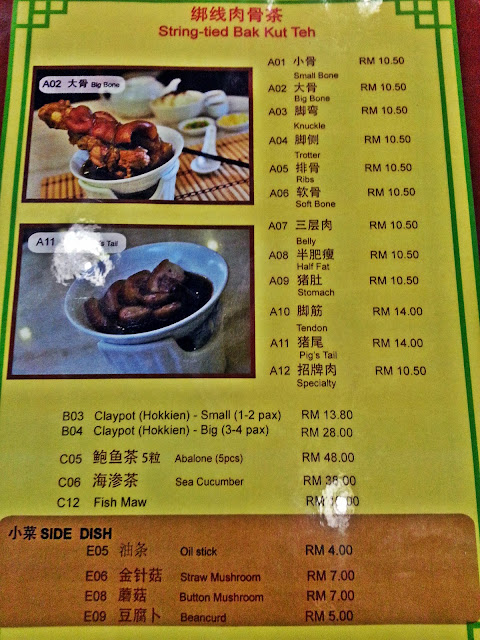 绑线肉骨茶
String-tied Bak Kut Teh
A02 大骨 Big Bone
A11 's Tail
A01 小骨 RM 10.50
Small Bone
A02 大骨 RM 10.50
Big Bone
A03 脚弯 RM 10.50
Knuckle
A04 脚侧 RM 10.50
Trotter
A05 排骨 RM 10.50
Ribs
A06 软骨 RM 10.50
Soft Bone
A07 三层肉 RM 10.50
Belly
A08 半肥瘦 RM 10.50
Half Fat
A09 猪肚 RM 10.50
Stomach
A10 脚筋 RM 14.00
Tendon
A11 猪尾 RM 14.00
Pig's Tail
A12 招牌肉 RM 10.50
Specialty
B03 Claypot (Hokkien) - Small (1-2 pax) RM 13.80
B04 Claypot (Hokkien) - Big (3-4 pax) RM 28.00
C05 鲍鱼茶 5粒 Abalone (5pcs) RM 48.00
C06 海渗茶 Sea Cucumber RM
C12 Fish Maw RM
小菜 SIDE DISH
E05 油条 Oil stick RM 4.00
E06 金针菇 Straw Mushroom RM 7.00
E08 蘑菇 Button Mushroom RM 7.00
E09 豆腐卜 Beancurd RM 5.00